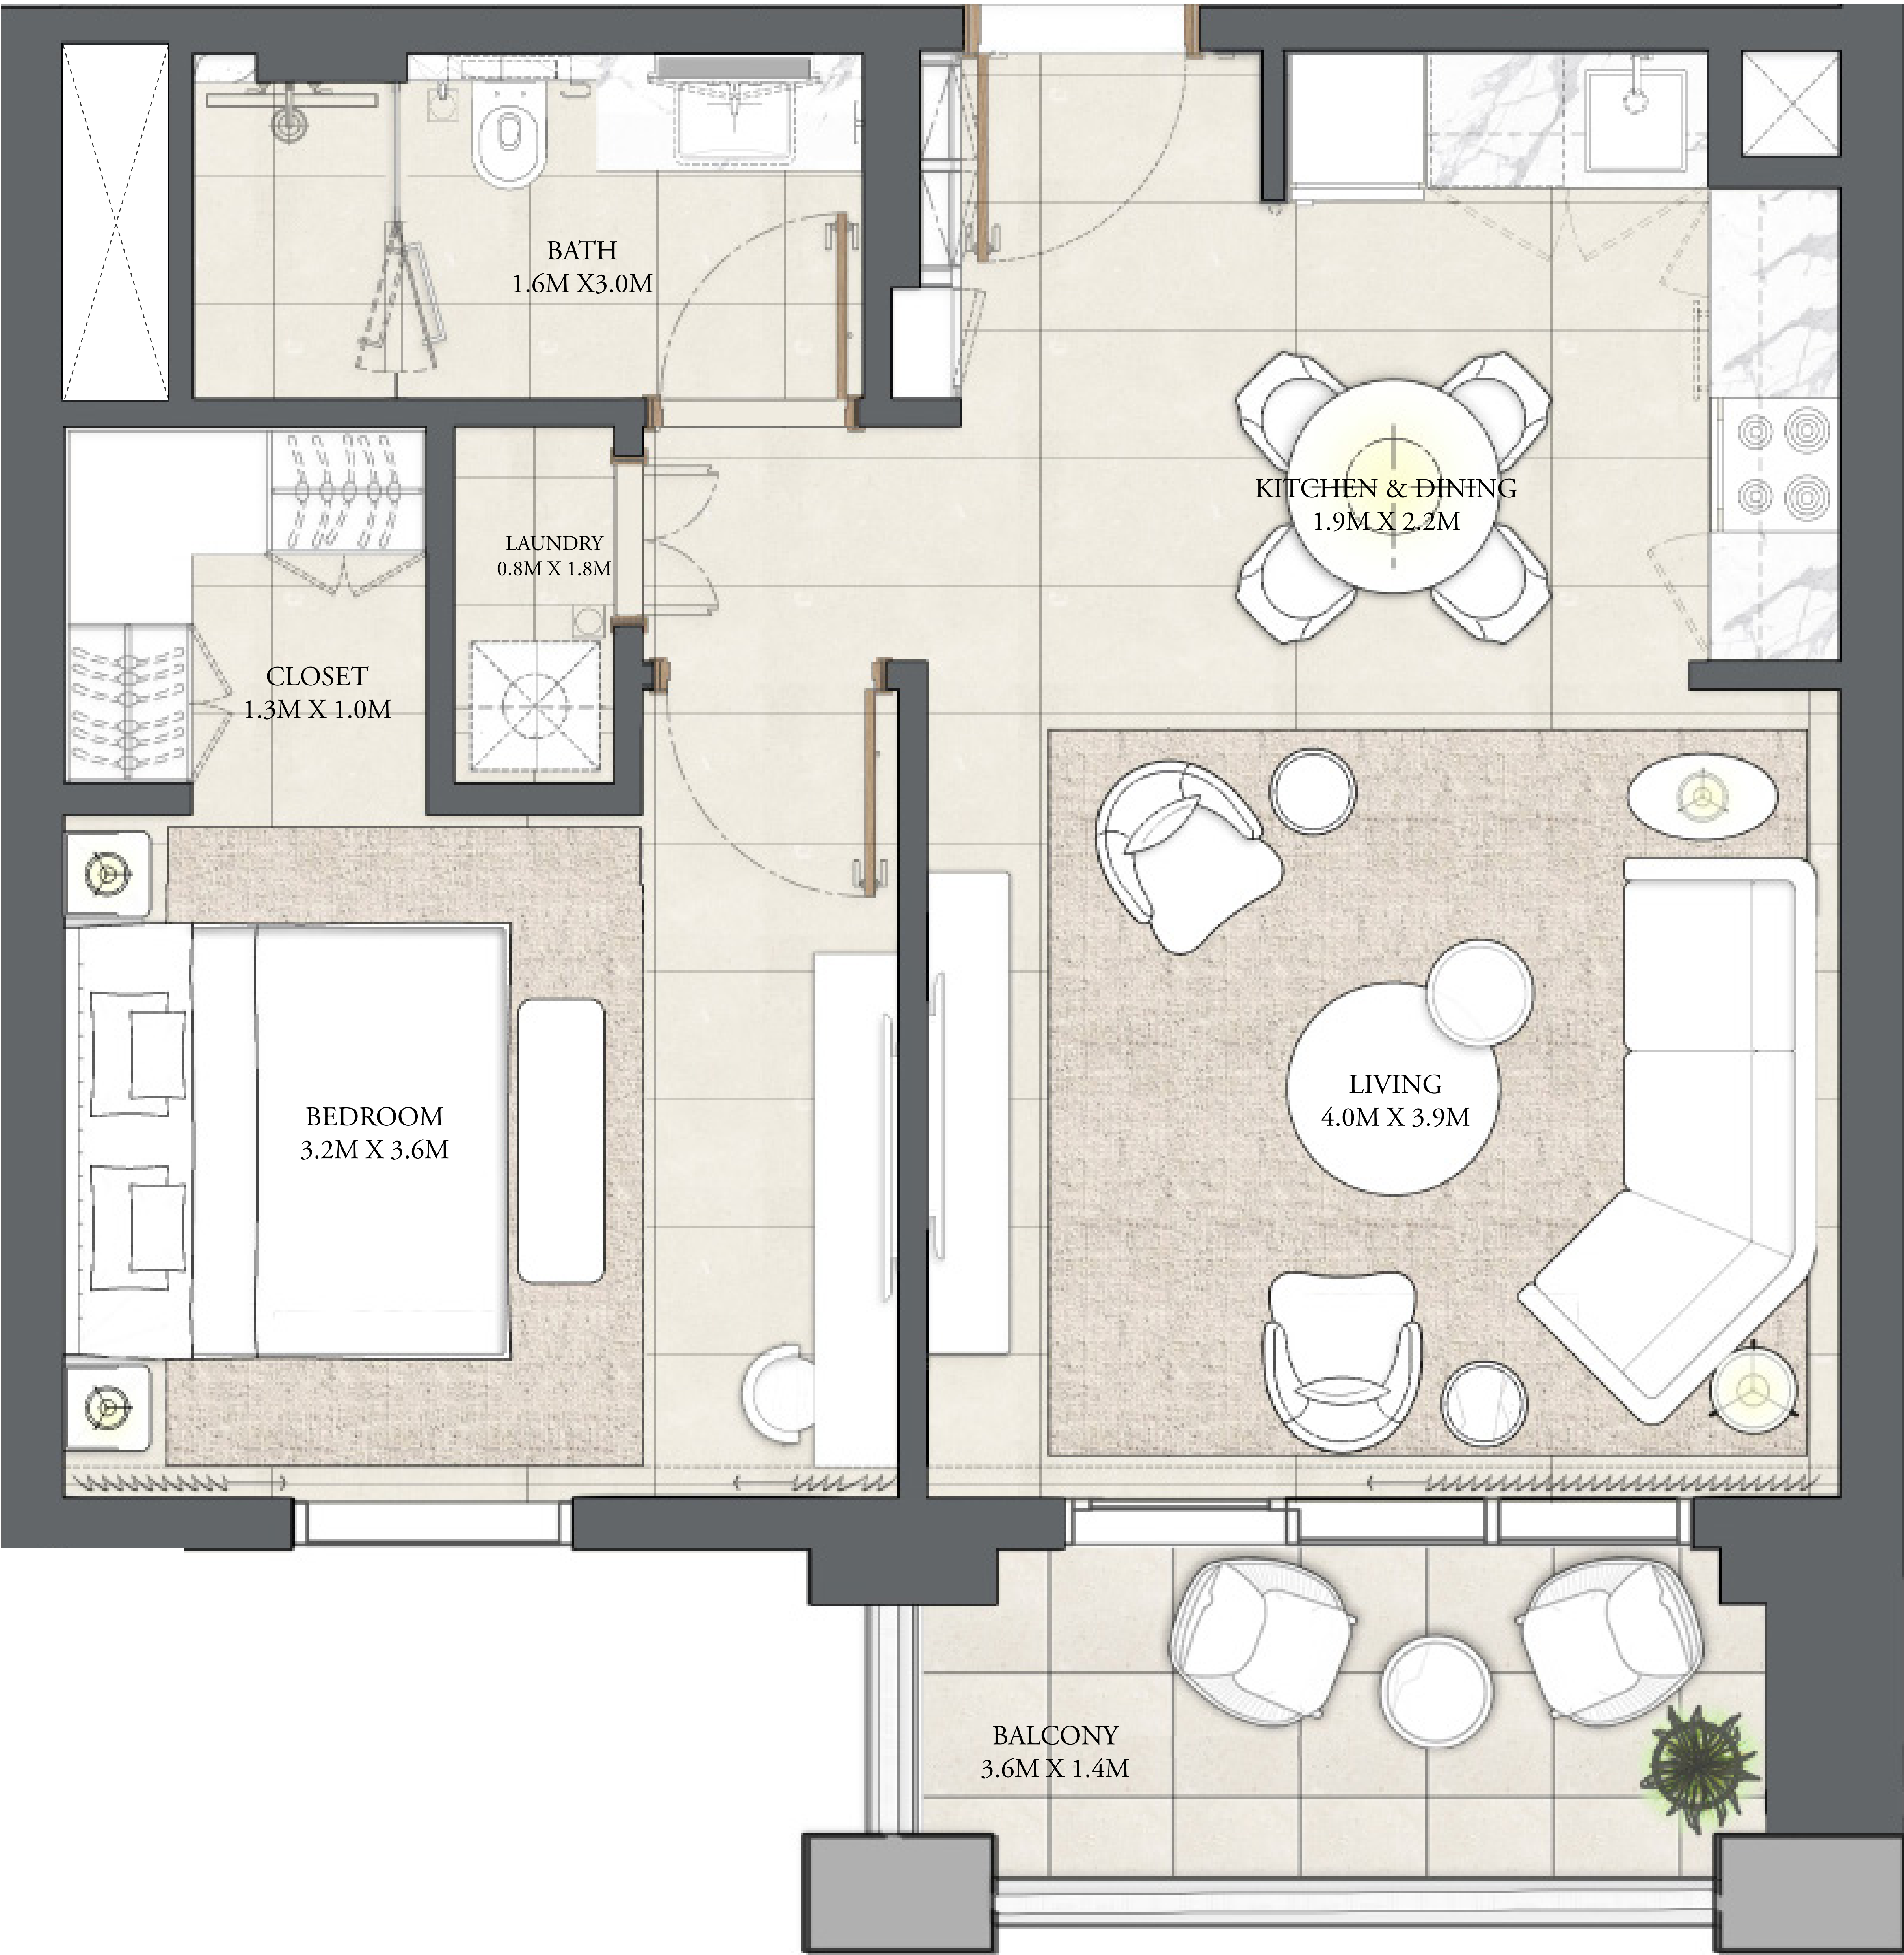 BATH
1.6M X3.0M
KITCHEN & DINING
1.9M X 2.2M
LAUNDRY
0.8M X 1.8M
CLOSET
1.3M X 1.0M
LIVING
4.0M X 3.9M
BEDROOM
3.2M X 3.6M
BALCONY
3.6M X 1.4M